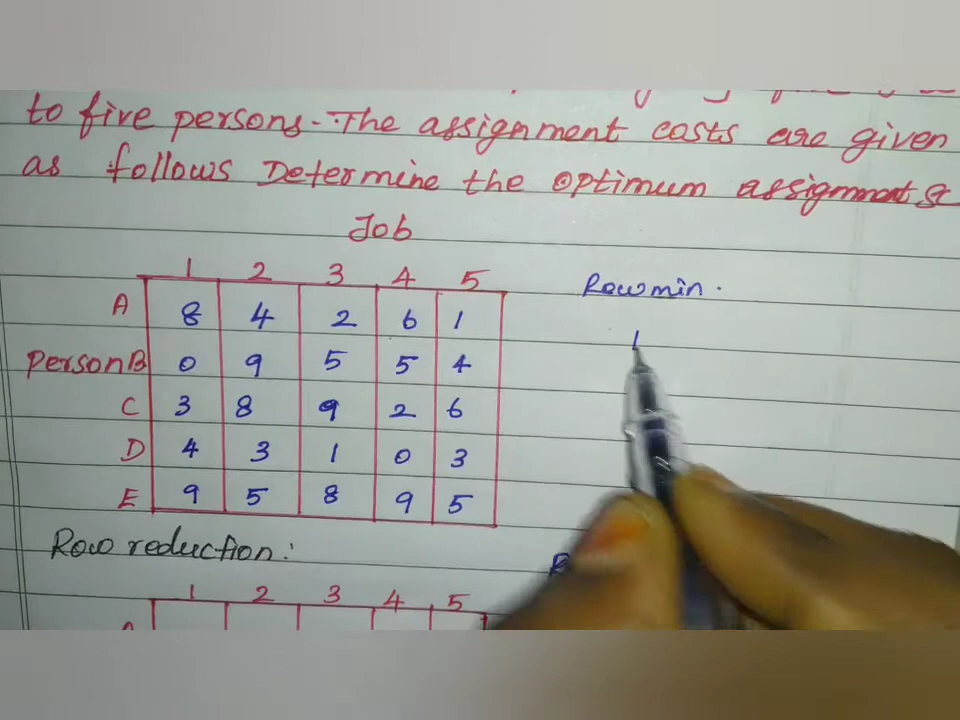 to five persons. The assignment costs are given
as follows Determine the optimum assignment
Job
1 2 3 4 5
A 8 4 2 6 1
Person B 0 9 5 5 4
C 3 8 9 2 6
D 4 3 1 0 3
E 9 5 8 9 5
Row min.
1
Row reduction:
1 2 3 4 5